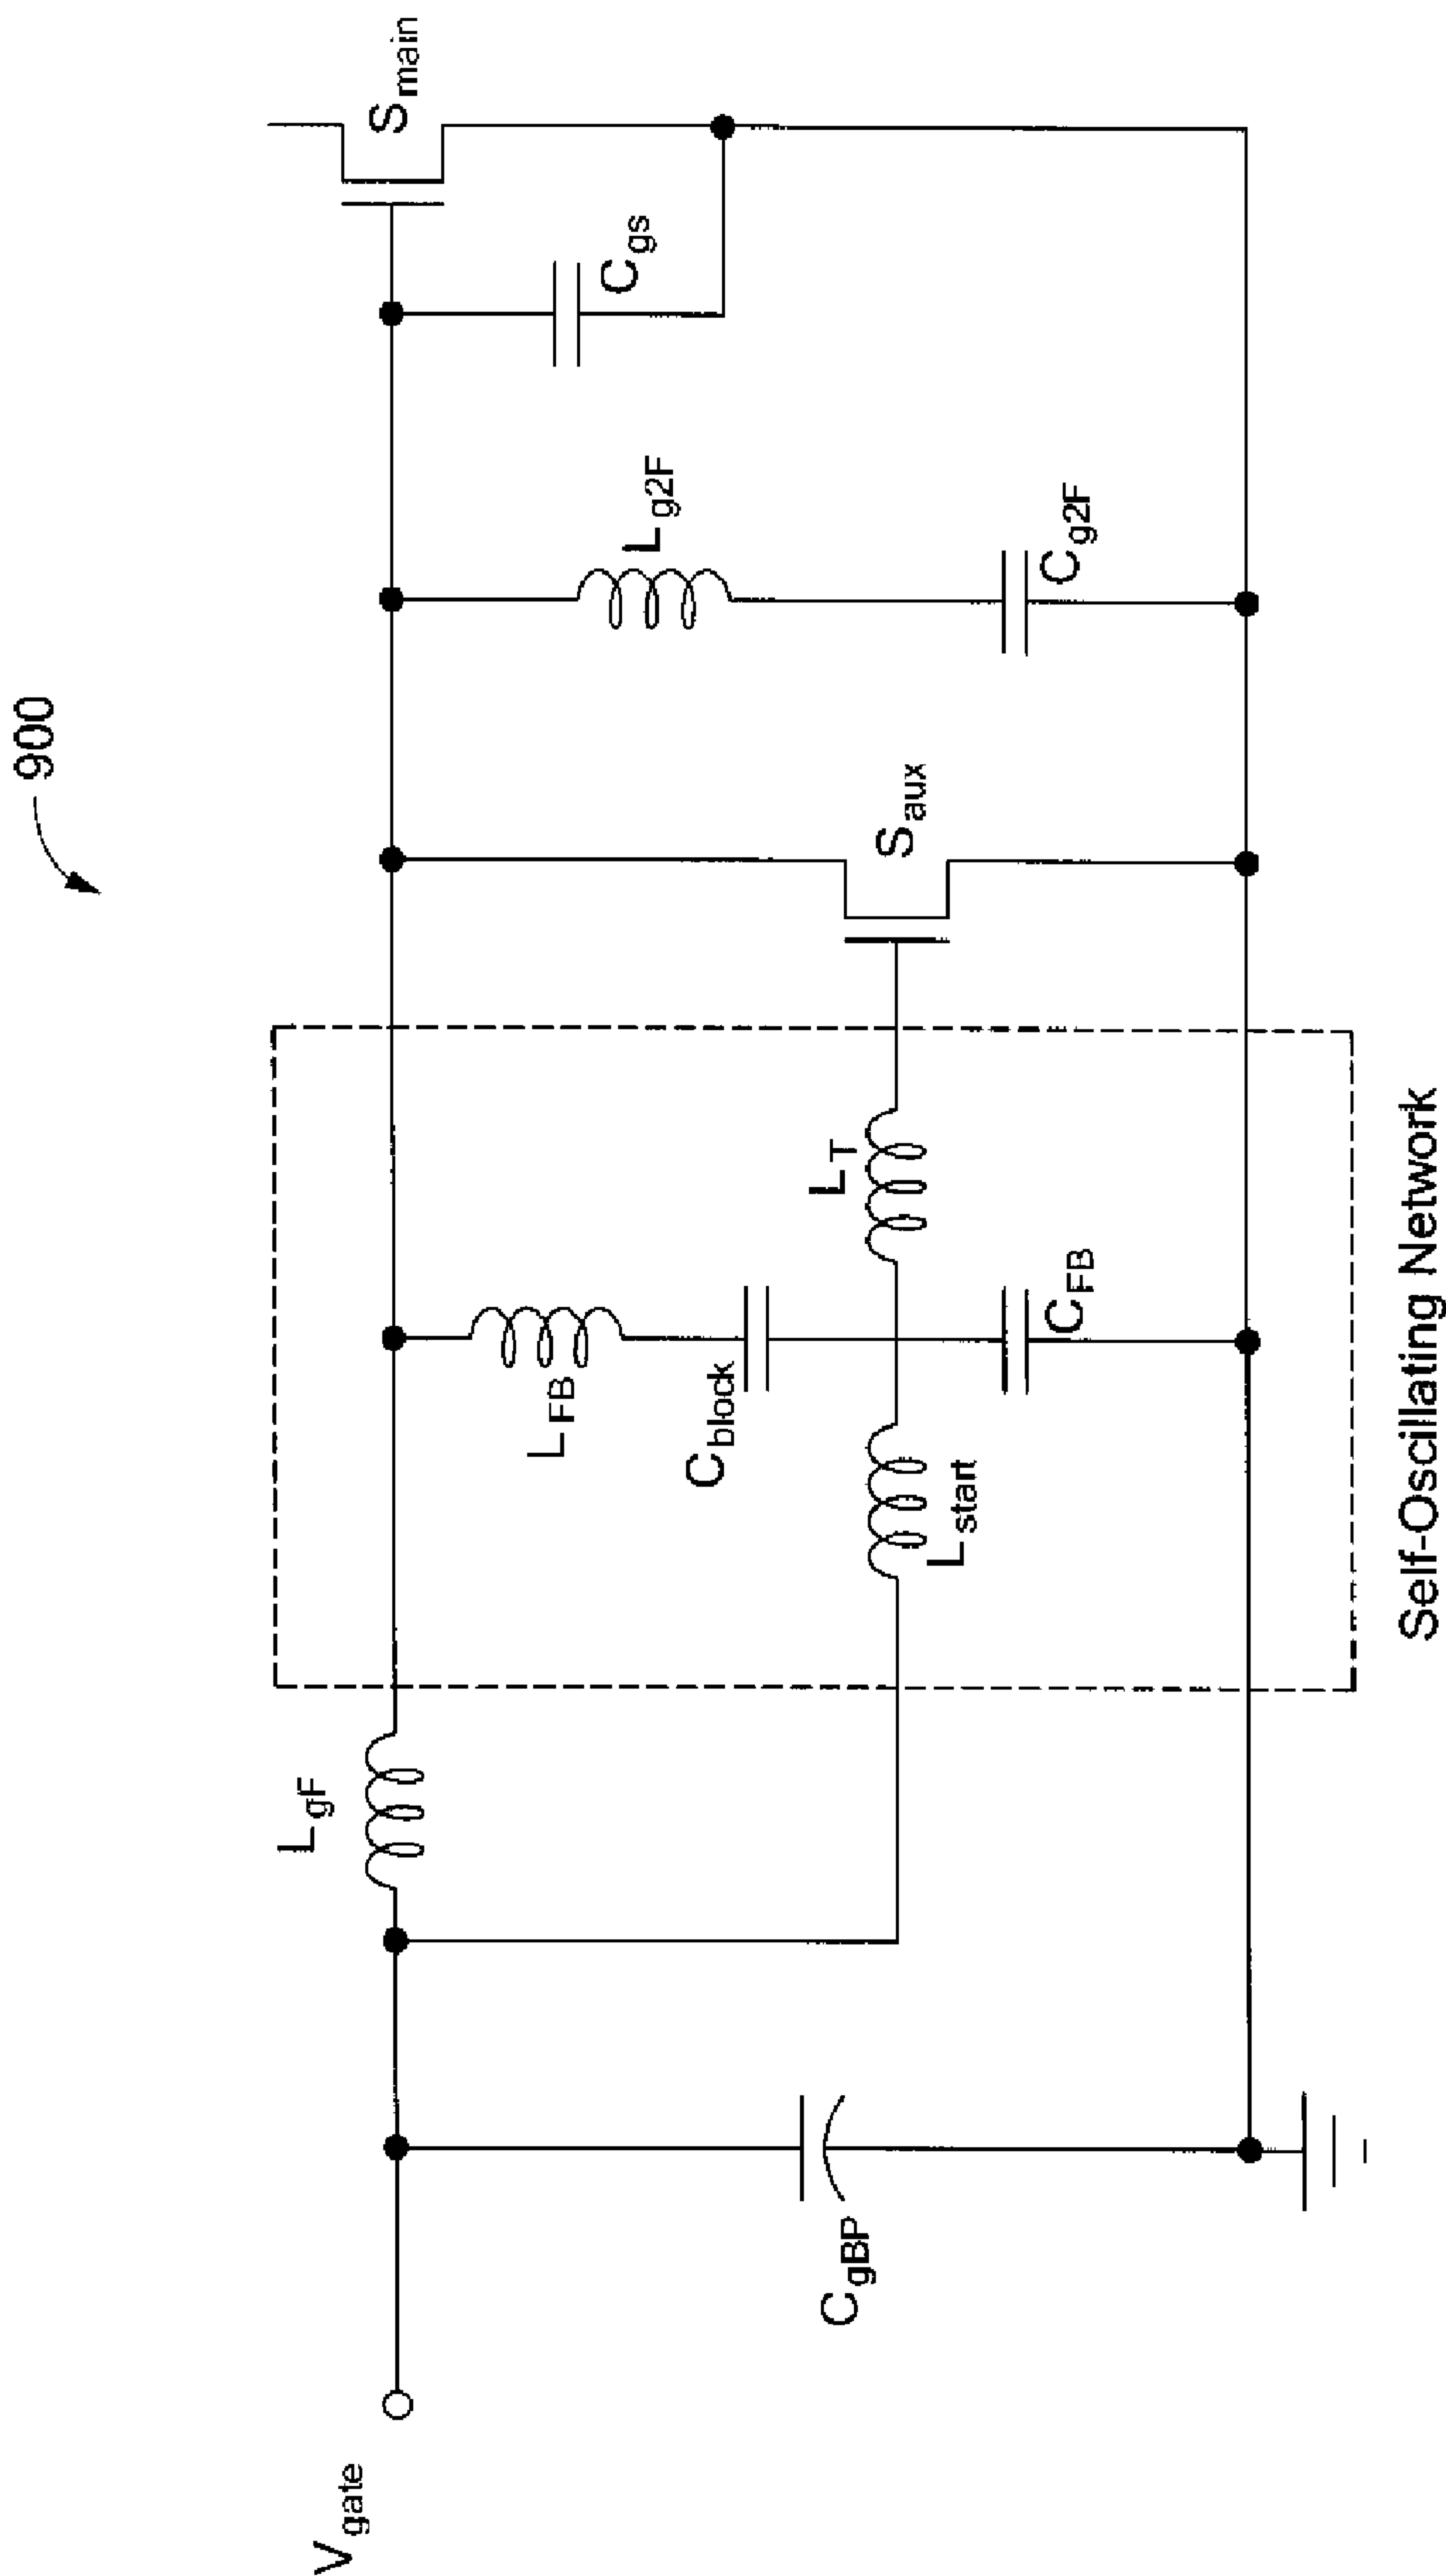 900
V_gate
C_gBP
L_gF
L_FB
C_block
L_start
L_T
C_FB
S_aux
L_g2F
C_g2F
C_gs
S_main
Self-Oscillating Network